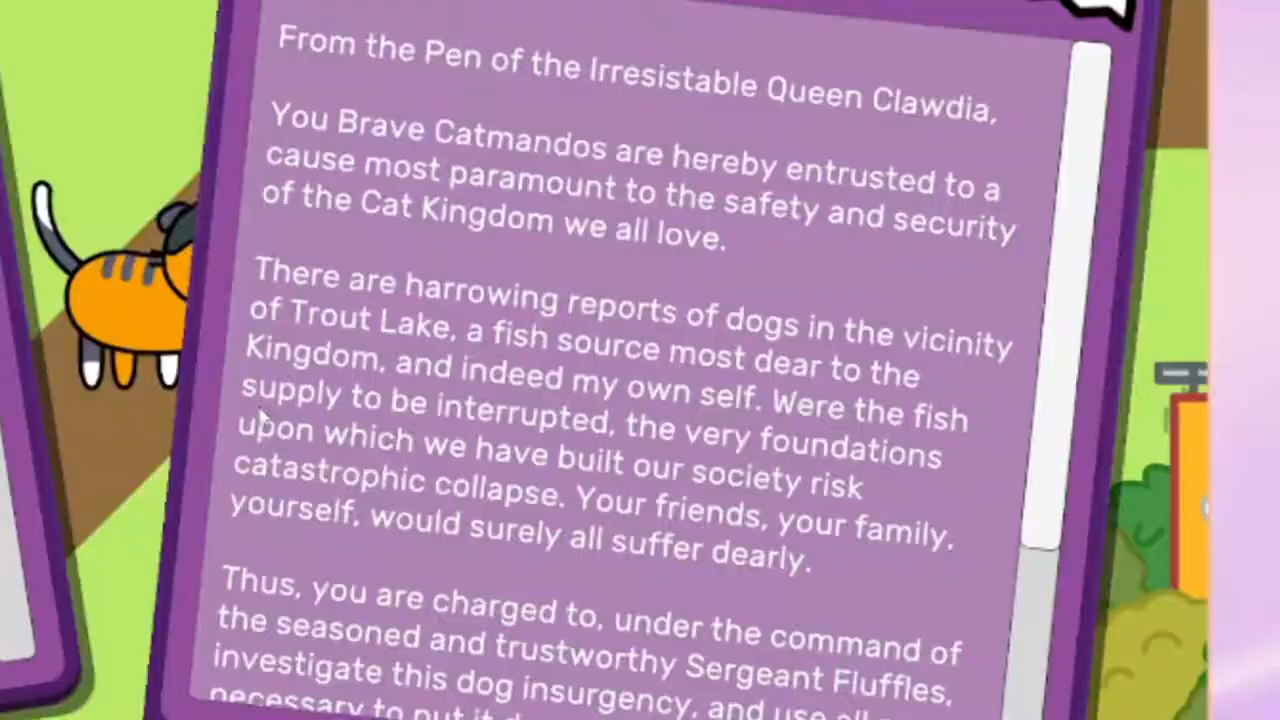 From the Pen of the Irresistable Queen Clawdia,
You Brave Catmandos are hereby entrusted to a
cause most paramount to the safety and security
of the Cat Kingdom we all love.
There are harrowing reports of dogs in the vicinity
of Trout Lake, a fish source most dear to the
Kingdom, and indeed my own self. Were the fish
supply to be interrupted, the very foundations
upon which we have built our society risk
catastrophic collapse. Your friends, your family,
yourself, would surely all suffer dearly.
Thus, you are charged to, under the command of
the seasoned and trustworthy Sergeant Fluffles,
investigate this dog insurgency, and use all
necessary to put it